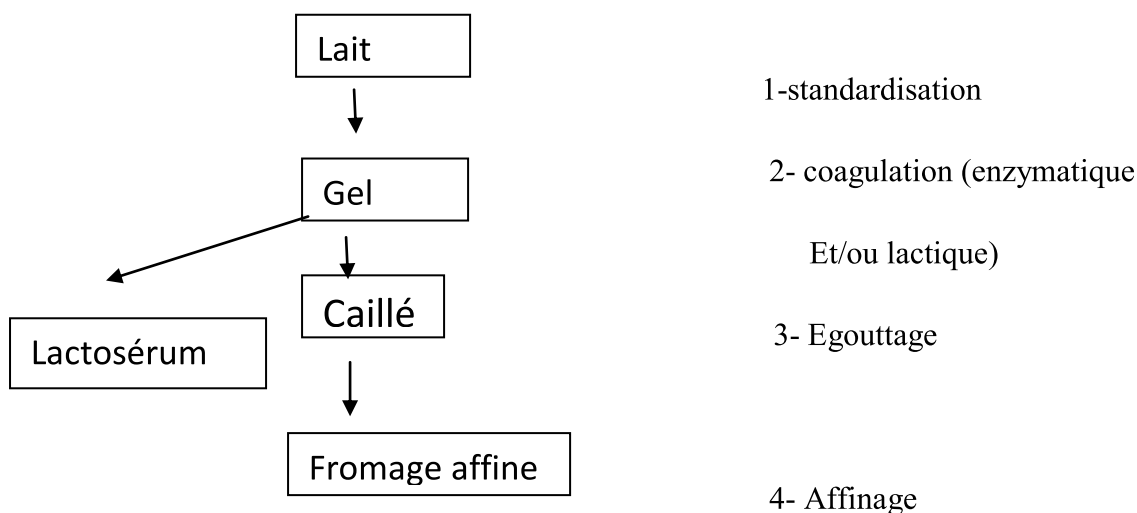 Lait
1-standardisation
Gel
2- coagulation (enzymatique
Et/ou lactique)
Caillé
Lactosérum
3- Egouttage
Fromage affine
4- Affinage